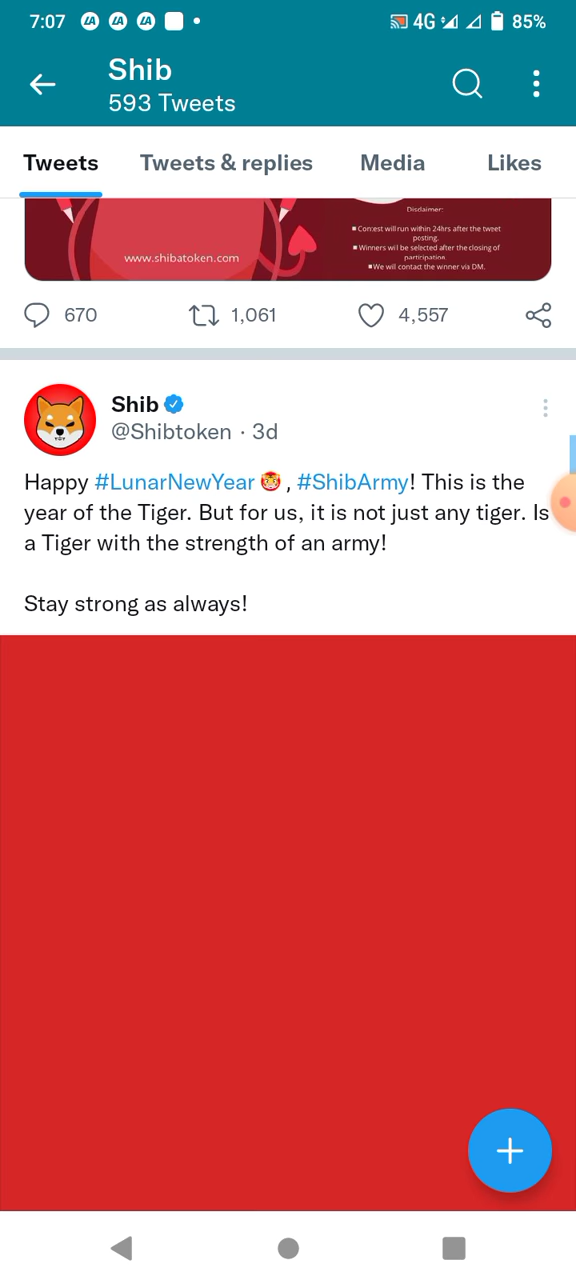 7:07
4G 85%
Shib
593 Tweets
Tweets Tweets & replies Media Likes
Disclaimer:
■ Contest will run within 24hrs after the tweet
posting.
■ Winners will be selected after the closing of
participation
■ We will contact the winner via DM.
www.shibatoken.com
670 1,061 4,557
Shib
@Shibtoken · 3d
Happy #LunarNewYear 🐯 , #ShibArmy! This is the
year of the Tiger. But for us, it is not just any tiger. Is
a Tiger with the strength of an army!
Stay strong as always!